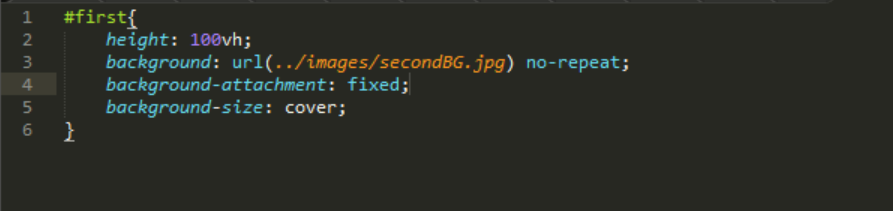 1 #first{
2 height: 100vh;
3 background: url(../images/secondBG.jpg) no-repeat;
4 background-attachment: fixed;
5 background-size: cover;
6 }